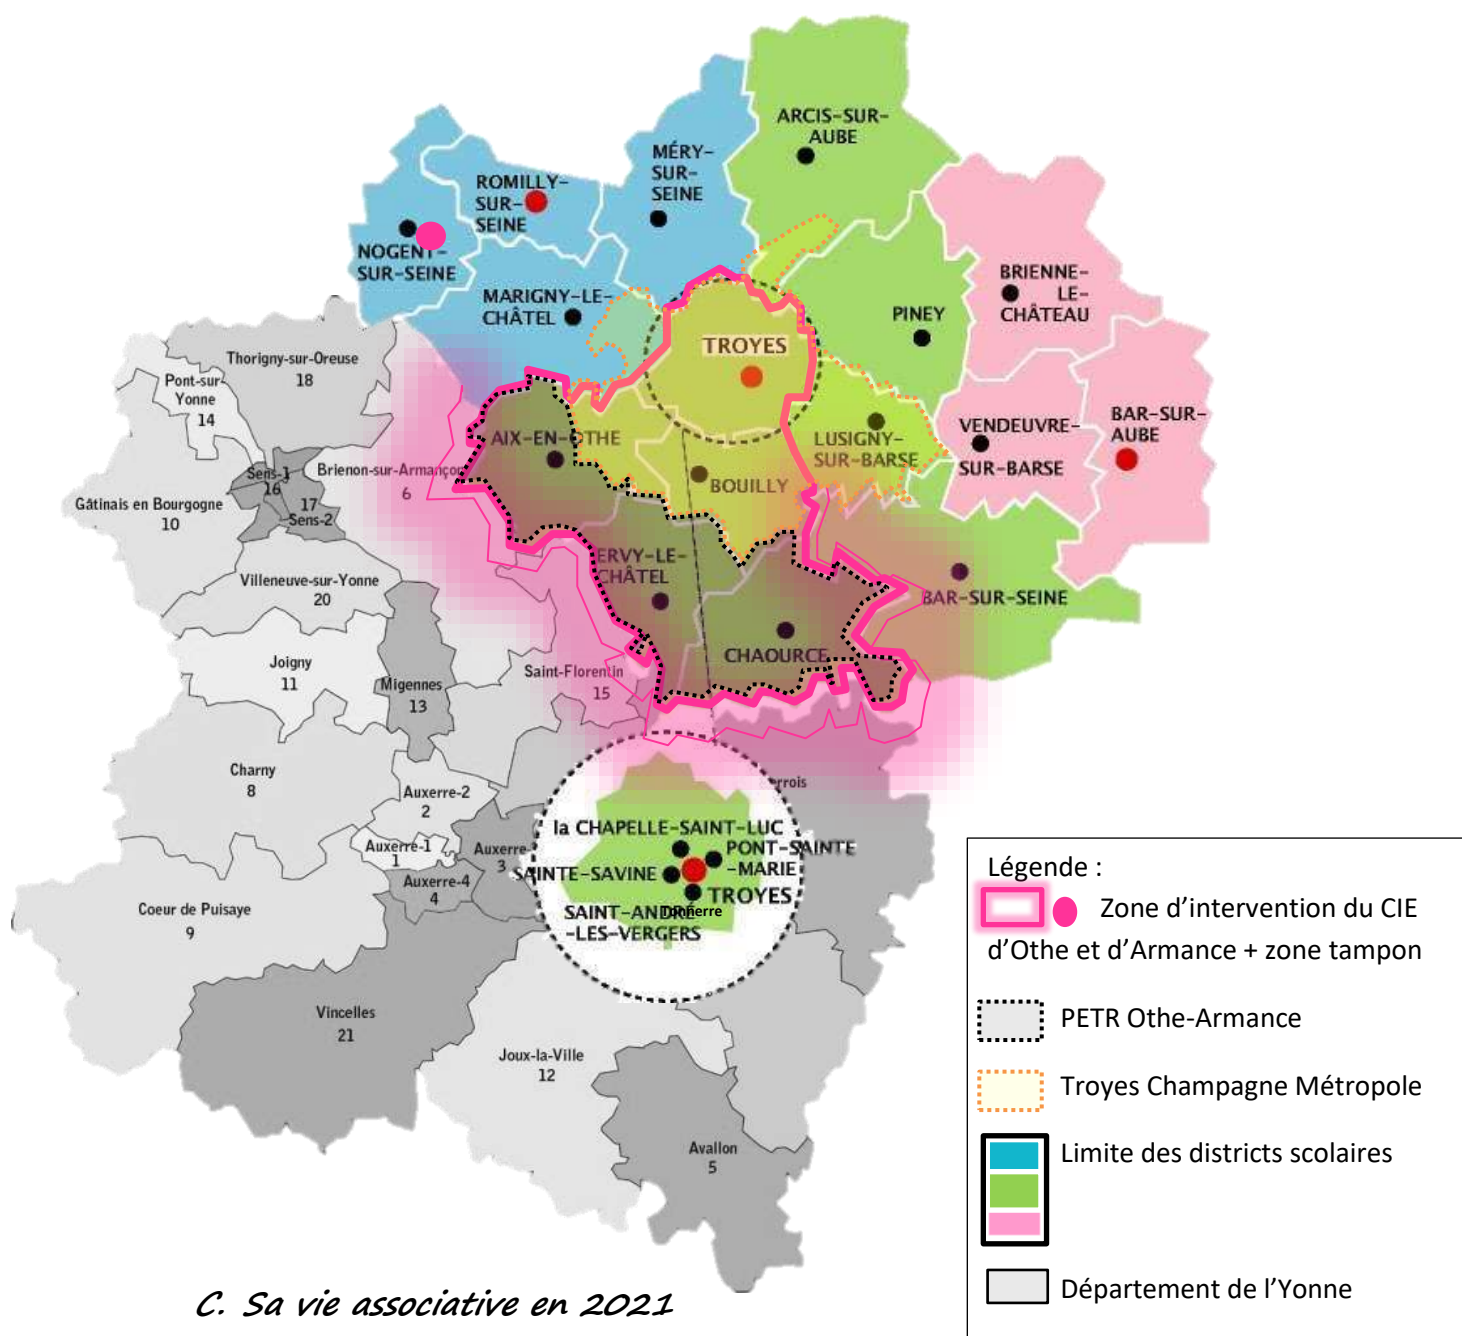 ARCIS-SUR-
AUBE
MÉRY-
SUR-
SEINE
ROMILLY-
SUR-
SEINE
NOGENT-
SUR-SEINE
MARIGNY-LE-
CHÂTEL
BRIENNE-
LE-
CHÂTEAU
PINEY
TROYES
Thorigny-sur-Oreuse
18
Pont-sur-
Yonne
14
AIX-EN-OTHE
LUSIGNY-
SUR-BARSE
VENDEUVRE-
SUR-BARSE
BAR-SUR-
AUBE
BOUILLY
Sens-1
16
17
Sens-2
Brienon-sur-Armançon
6
Gâtinais en Bourgogne
10
ERVY-LE-
CHÂTEL
Villeneuve-sur-Yonne
20
BAR-SUR-SEINE
CHAOURCE
Joigny
11
Migennes
13
Saint-Florentin
15
Charny
8
Auxerre-2
2
errois
Auxerre-1
1
Auxerre-
3
Auxerre-4
4
la CHAPELLE-SAINT-LUC
PONT-SAINTE
-MARIE
SAINTE-SAVINE
TROYES
SAINT-ANDRÉ
-LES-VERGERS
Tonnerre
Coeur de Puisaye
9
Vincelles
21
Joux-la-Ville
12
Avallon
5
Légende :
Zone d’intervention du CIE
d’Othe et d’Armance + zone tampon
PETR Othe-Armance
Troyes Champagne Métropole
Limite des districts scolaires
Département de l’Yonne
C. Sa vie associative en 2021